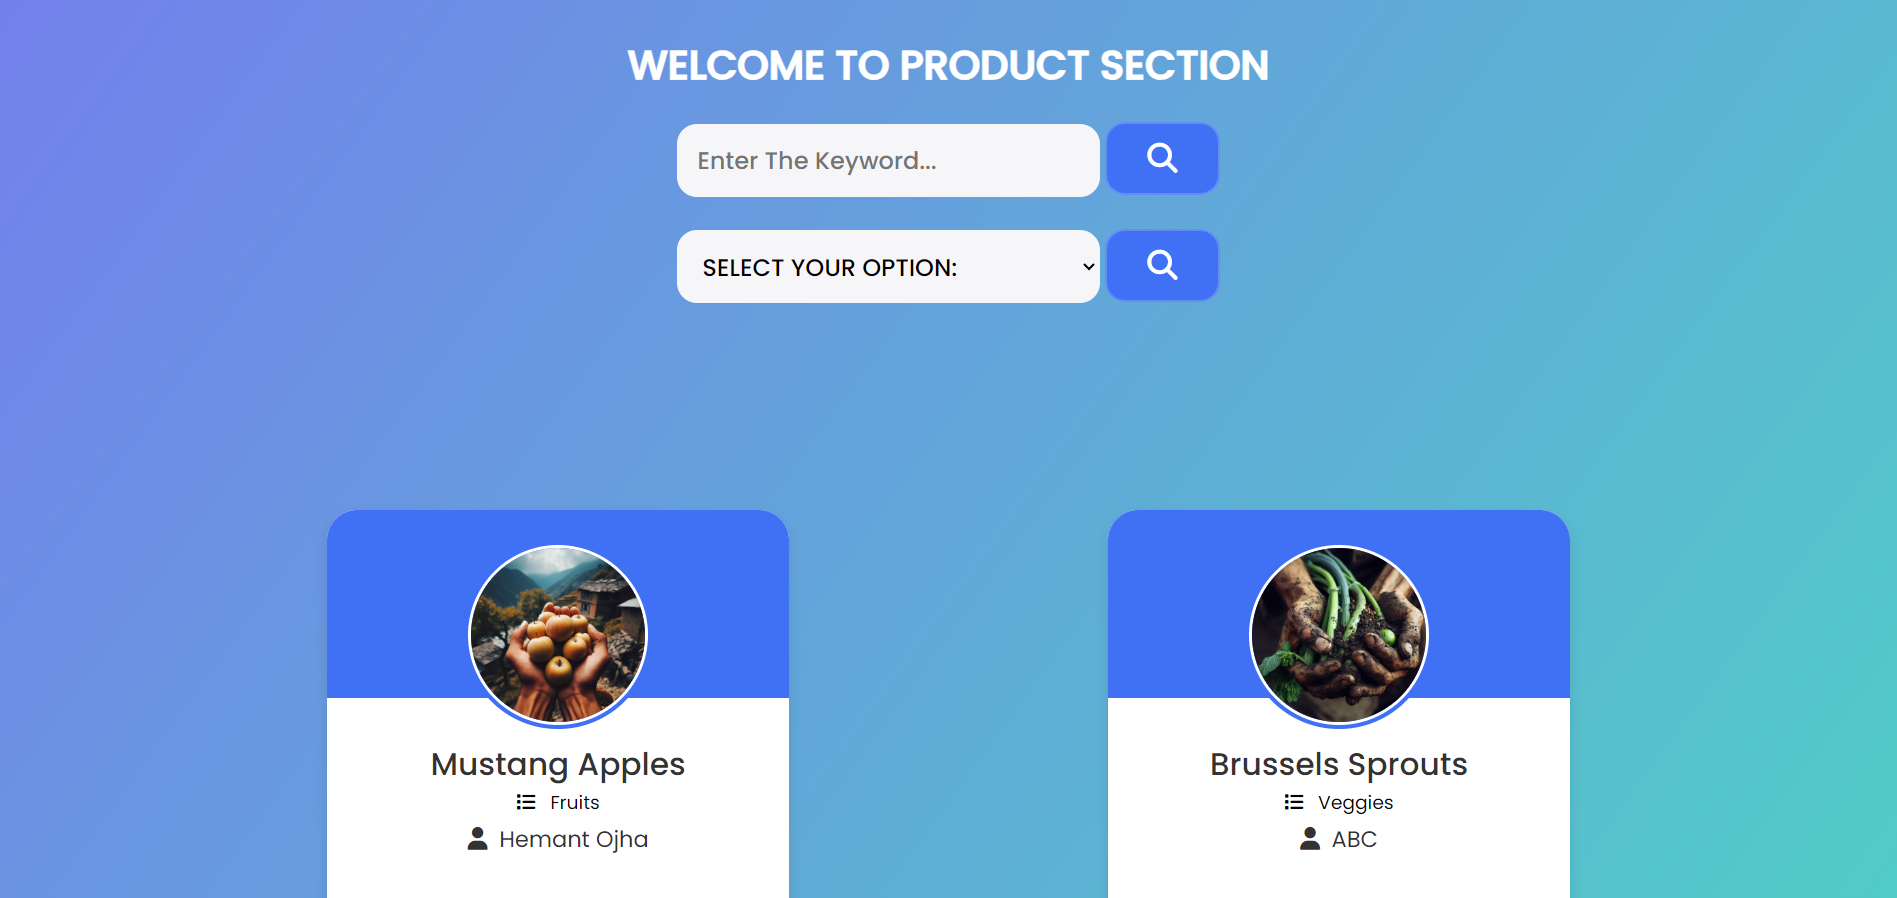 WELCOME TO PRODUCT SECTION
Enter The Keyword...
SELECT YOUR OPTION:
Mustang Apples
Fruits
Hemant Ojha
Brussels Sprouts
Veggies
ABC